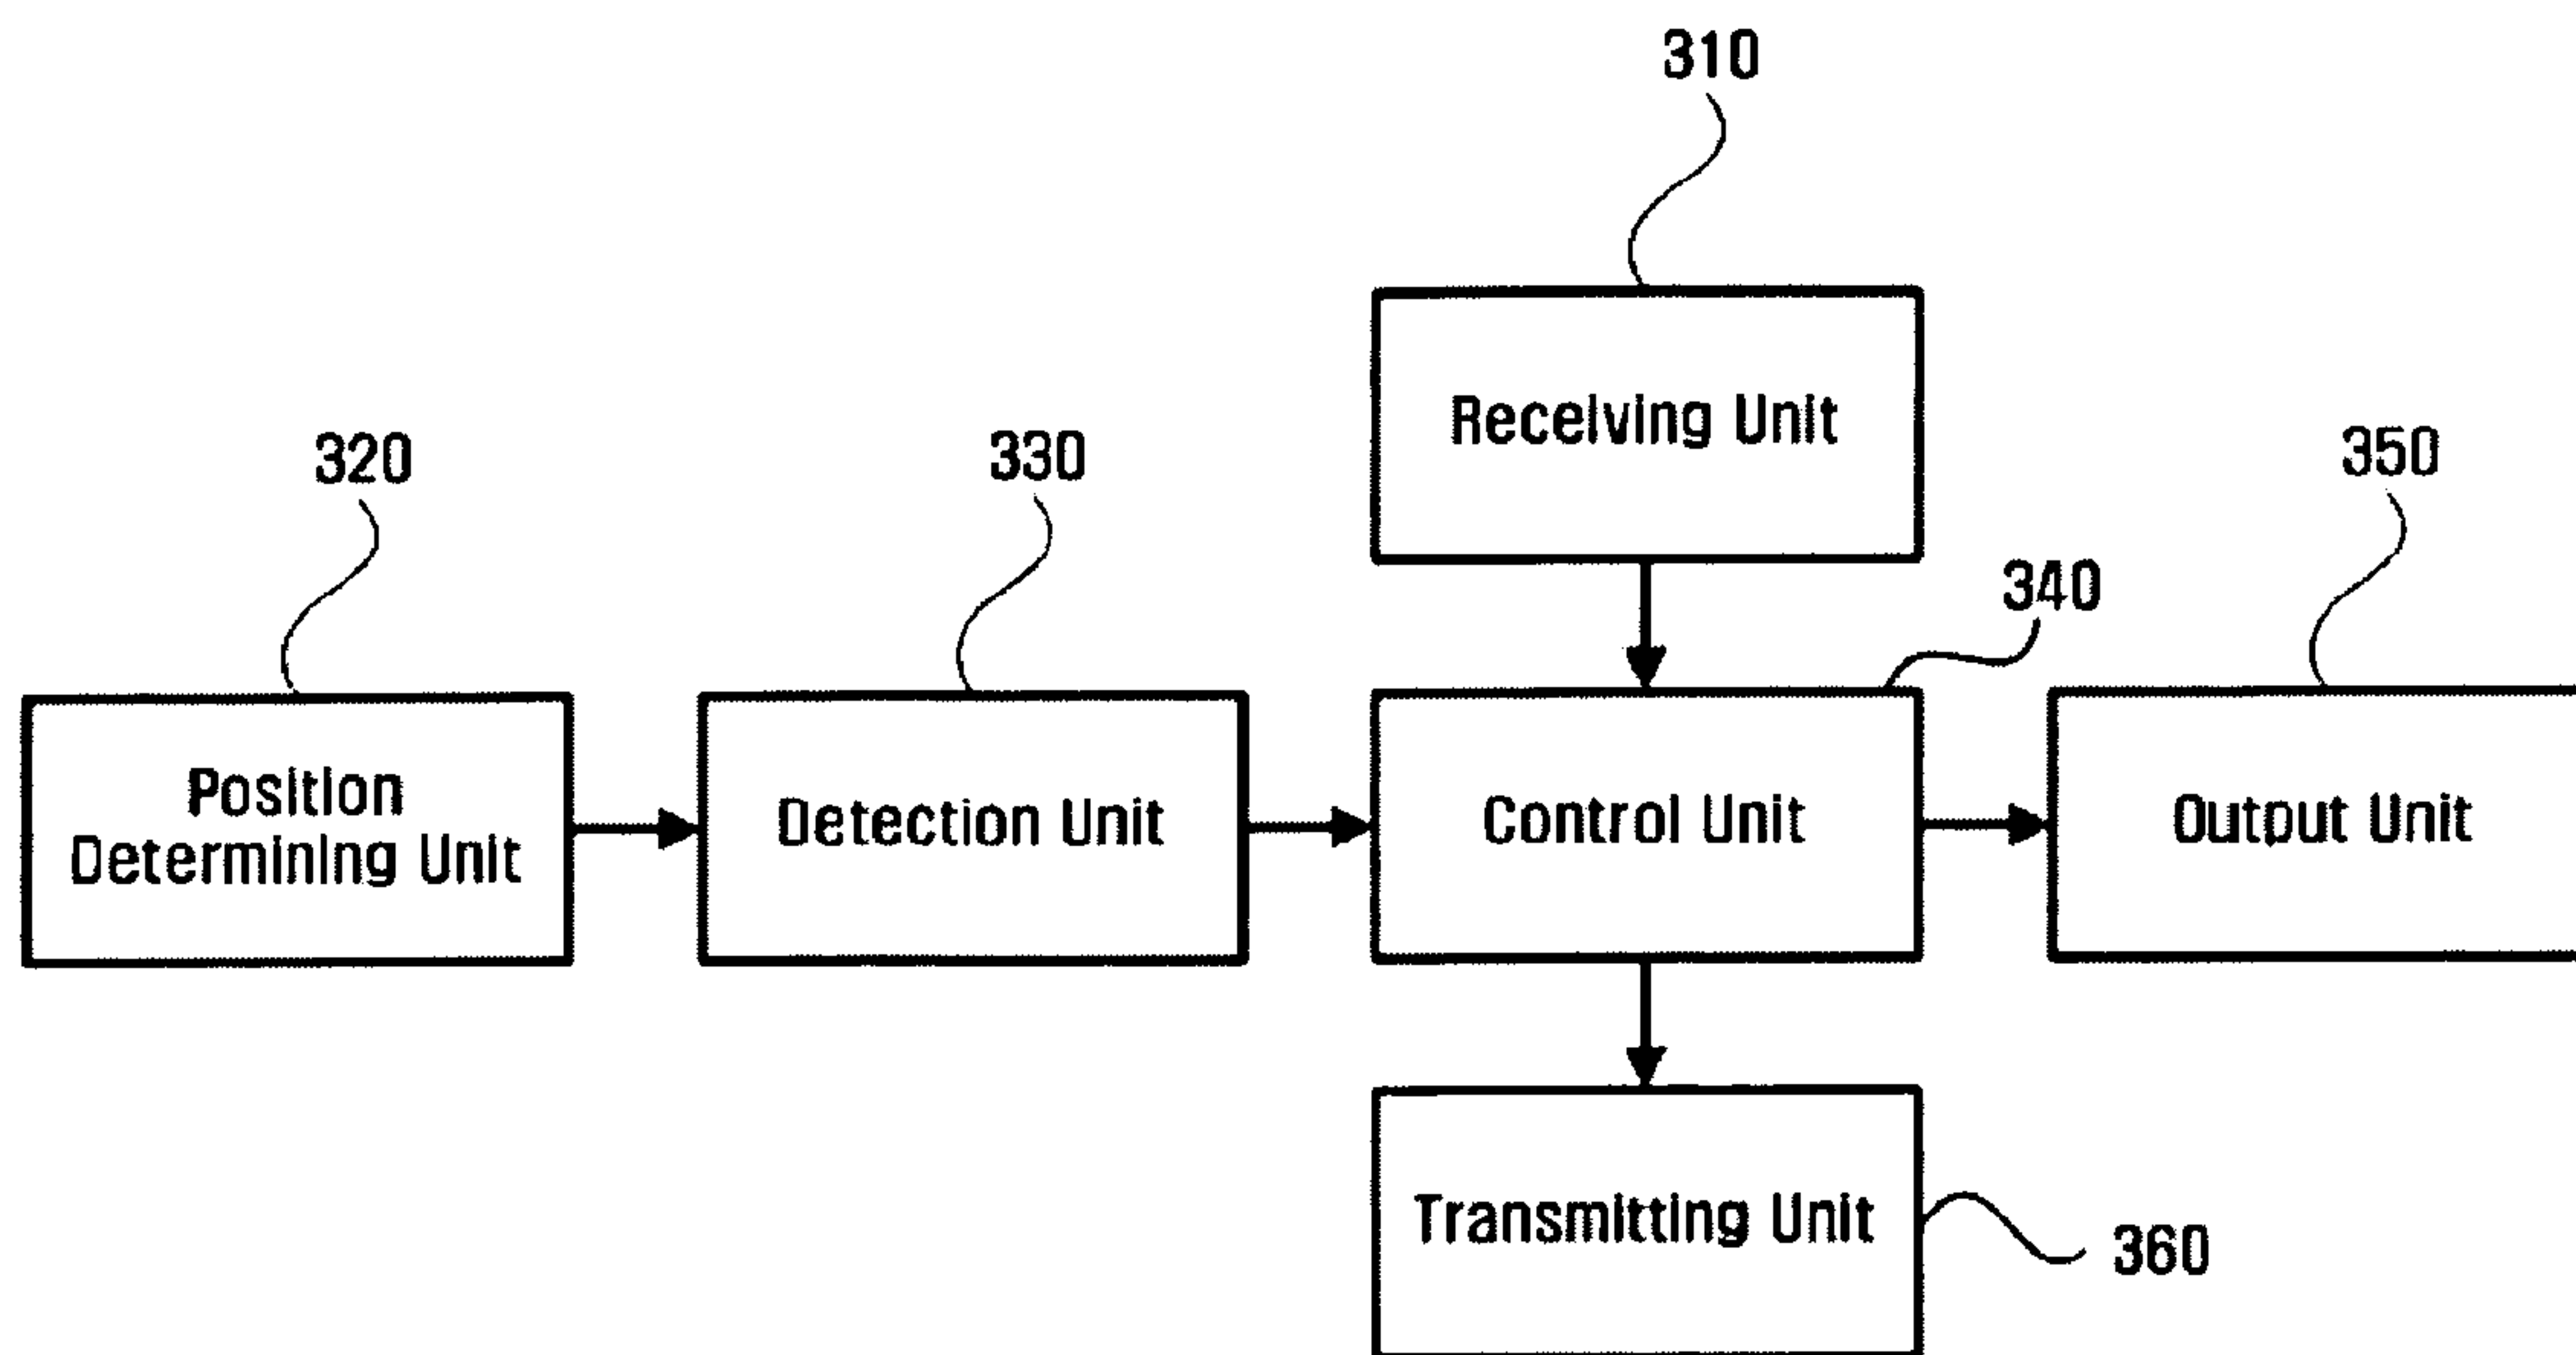 310
Receiving Unit
320
330
340
350
Position
Determining Unit
Detection Unit
Control Unit
Output Unit
Transmitting Unit
360